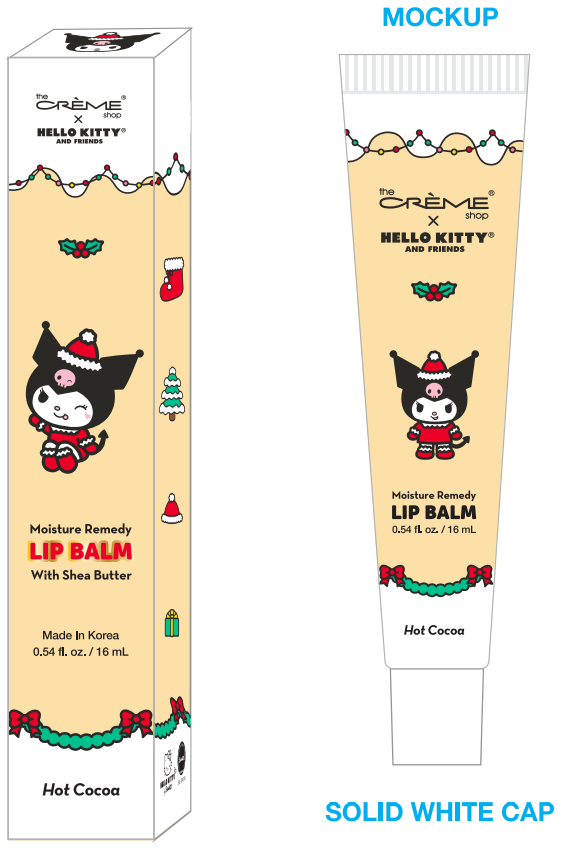 MOCKUP
the
CRÈME®
shop
×
HELLO KITTY®
AND FRIENDS
Moisture Remedy
LIP BALM
With Shea Butter
Made In Korea
0.54 fl. oz. / 16 mL
Hot Cocoa
HELLO KITTY
the
CRÈME®
shop
×
HELLO KITTY®
AND FRIENDS
Moisture Remedy
LIP BALM
0.54 fl. oz. / 16 mL
Hot Cocoa
SOLID WHITE CAP